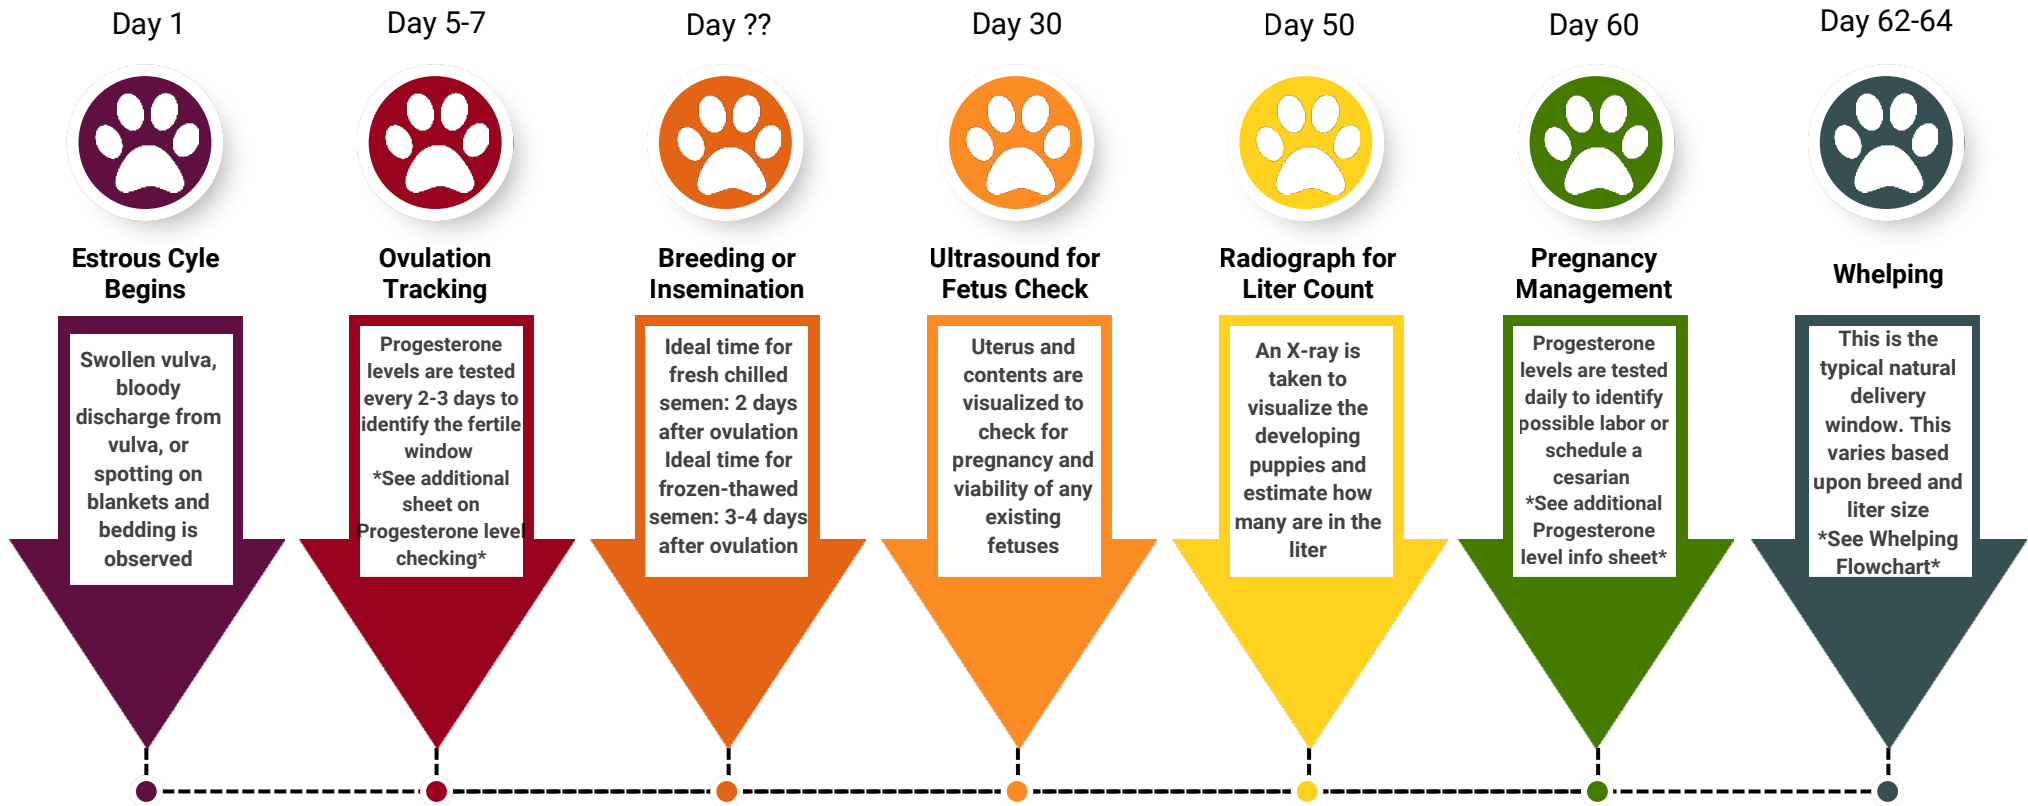 Day 1
Estrous Cyle
Begins
Swollen vulva,
bloody
discharge from
vulva, or
spotting on
blankets and
bedding is
observed
Day 5-7
Ovulation
Tracking
Progesterone
levels are tested
every 2-3 days to
identify the fertile
window
*See additional
sheet on
Progesterone level
checking*
Day ??
Breeding or
Insemination
Ideal time for
fresh chilled
semen: 2 days
after ovulation
Ideal time for
frozen-thawed
semen: 3-4 days
after ovulation
Day 30
Ultrasound for
Fetus Check
Uterus and
contents are
visualized to
check for
pregnancy and
viability of any
existing
fetuses
Day 50
Radiograph for
Liter Count
An X-ray is
taken to
visualize the
developing
puppies and
estimate how
many are in the
liter
Day 60
Pregnancy
Management
Progesterone
levels are tested
daily to identify
possible labor or
schedule a
cesarian
*See additional
Progesterone
level info sheet*
Day 62-64
Whelping
This is the
typical natural
delivery
window. This
varies based
upon breed and
liter size
*See Whelping
Flowchart*